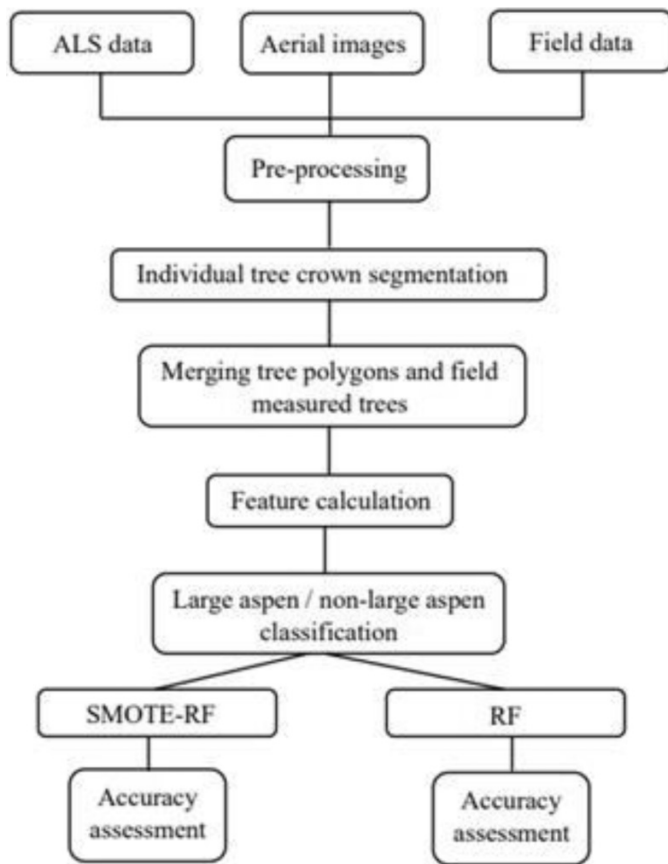 ALS data
Aerial images
Field data
Pre-processing
Individual tree crown segmentation
Merging tree polygons and field
measured trees
Feature calculation
Large aspen / non-large aspen
classification
SMOTE-RF
RF
Accuracy
assessment
Accuracy
assessment